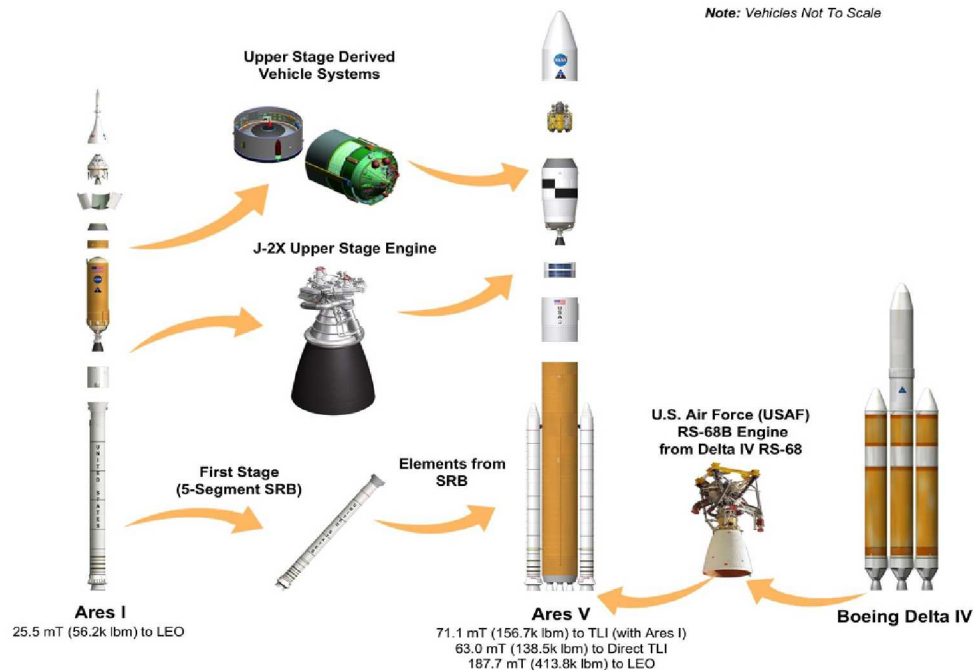 Note: Vehicles Not To Scale
Upper Stage Derived
Vehicle Systems
J-2X Upper Stage Engine
USA
UNITED STATES
First Stage
(5-Segment SRB)
Elements from
SRB
U.S. Air Force (USAF)
RS-68B Engine
from Delta IV RS-68
Ares I
25.5 mT (56.2k lbm) to LEO
Ares V
71.1 mT (156.7k lbm) to TLI (with Ares I)
63.0 mT (138.5k lbm) to Direct TLI
187.7 mT (413.8k lbm) to LEO
Boeing Delta IV